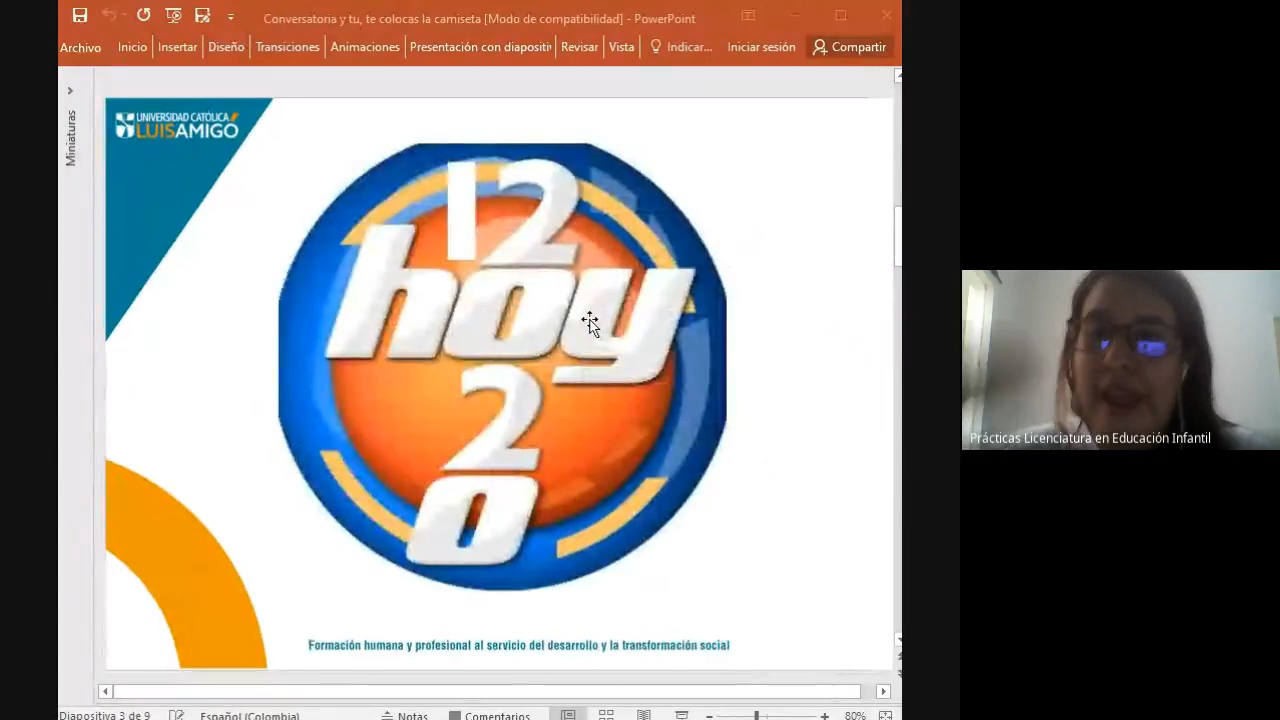 Conversatona y tu, te colocas la camiseta [Modo de compatibilidad] - PowerPoint
Archivo Inicio Insertar Diseño Transiciones Animaciones Presentación con diapositi Revisar Vista Indicar... Iniciar sesión Compartir
Miniaturas
UNIVERSIDAD CATÓLICA
LUIS AMIGÓ
12
hoy
2
0
Formación humana y profesional al servicio del desarrollo y la transformación social
Prácticas Licenciatura en Educación Infantil
Diapositiva 3 de 9 Español (Colombia) Notas Comentarios 80%